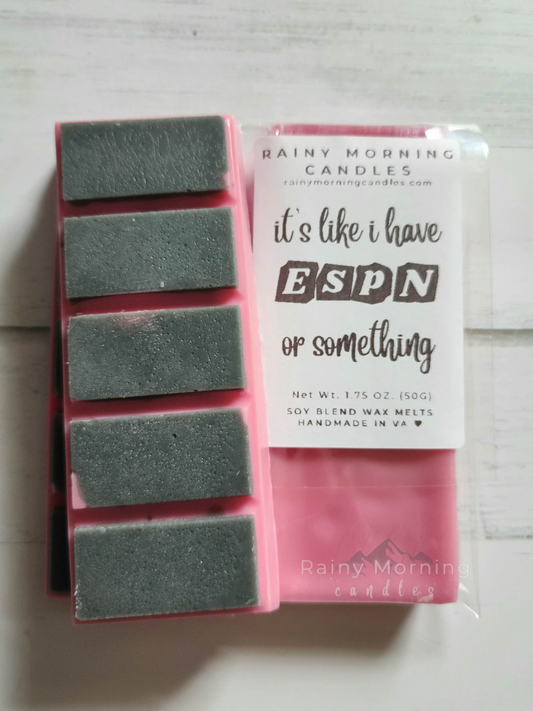 RAINY MORNING
CANDLES
rainymorningcandles.com
it's like i have
ESPN
or something
Net Wt. 1.75 OZ. (50G)
SOY BLEND WAX MELTS
HANDMADE IN VA ♥
Rainy Morning
candles